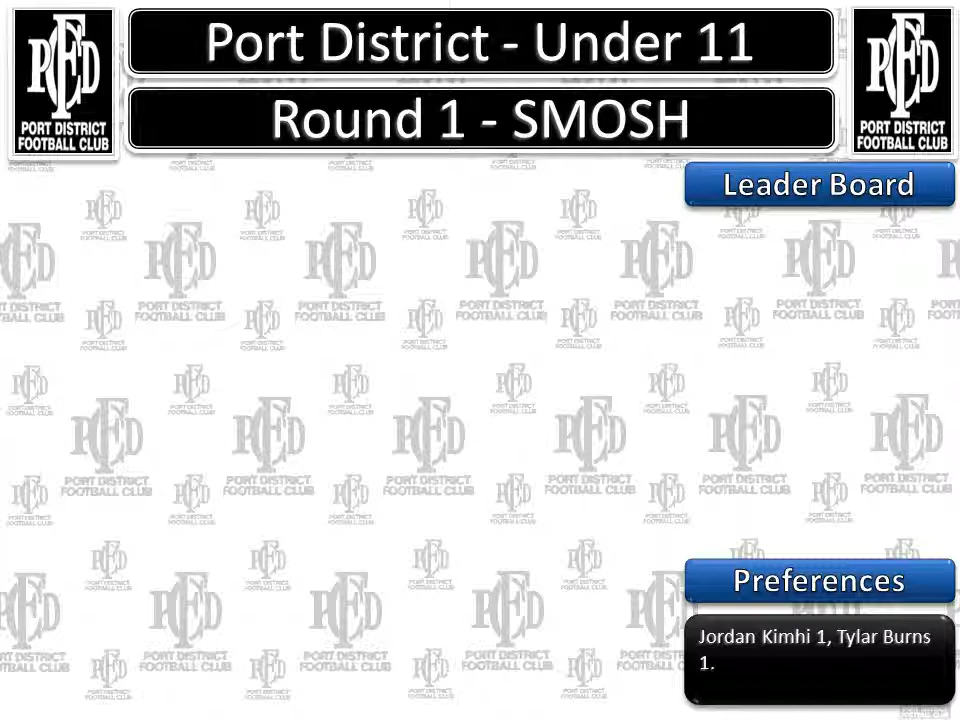 Port District - Under 11
Round 1 - SMOSH
PORT DISTRICT
FOOTBALL CLUB
PORT DISTRICT
FOOTBALL CLUB
Leader Board
Preferences
Jordan Kimhi 1, Tylar Burns
1.